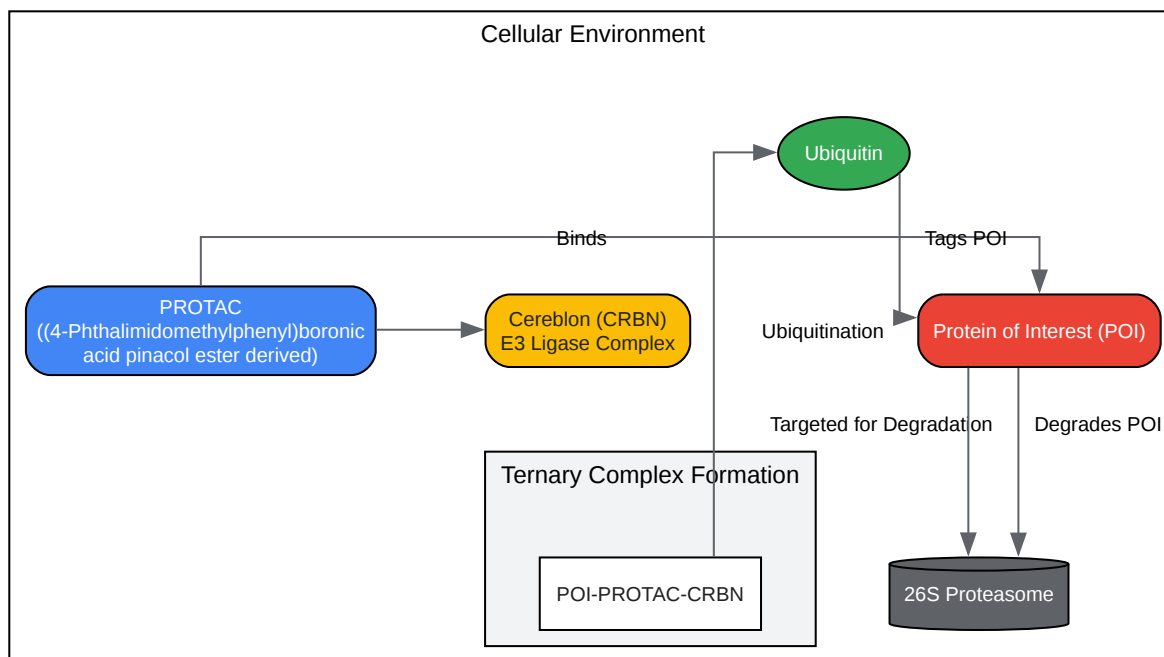 Cellular Environment
Ubiquitin
Binds
Tags POI
PROTAC
((4-Phthalimidomethylphenyl)boronic
acid pinacol ester derived)
Cereblon (CRBN)
E3 Ligase Complex
Ubiquitination
Protein of Interest (POI)
Targeted for Degradation
Degrades POI
Ternary Complex Formation
POI-PROTAC-CRBN
26S Proteasome